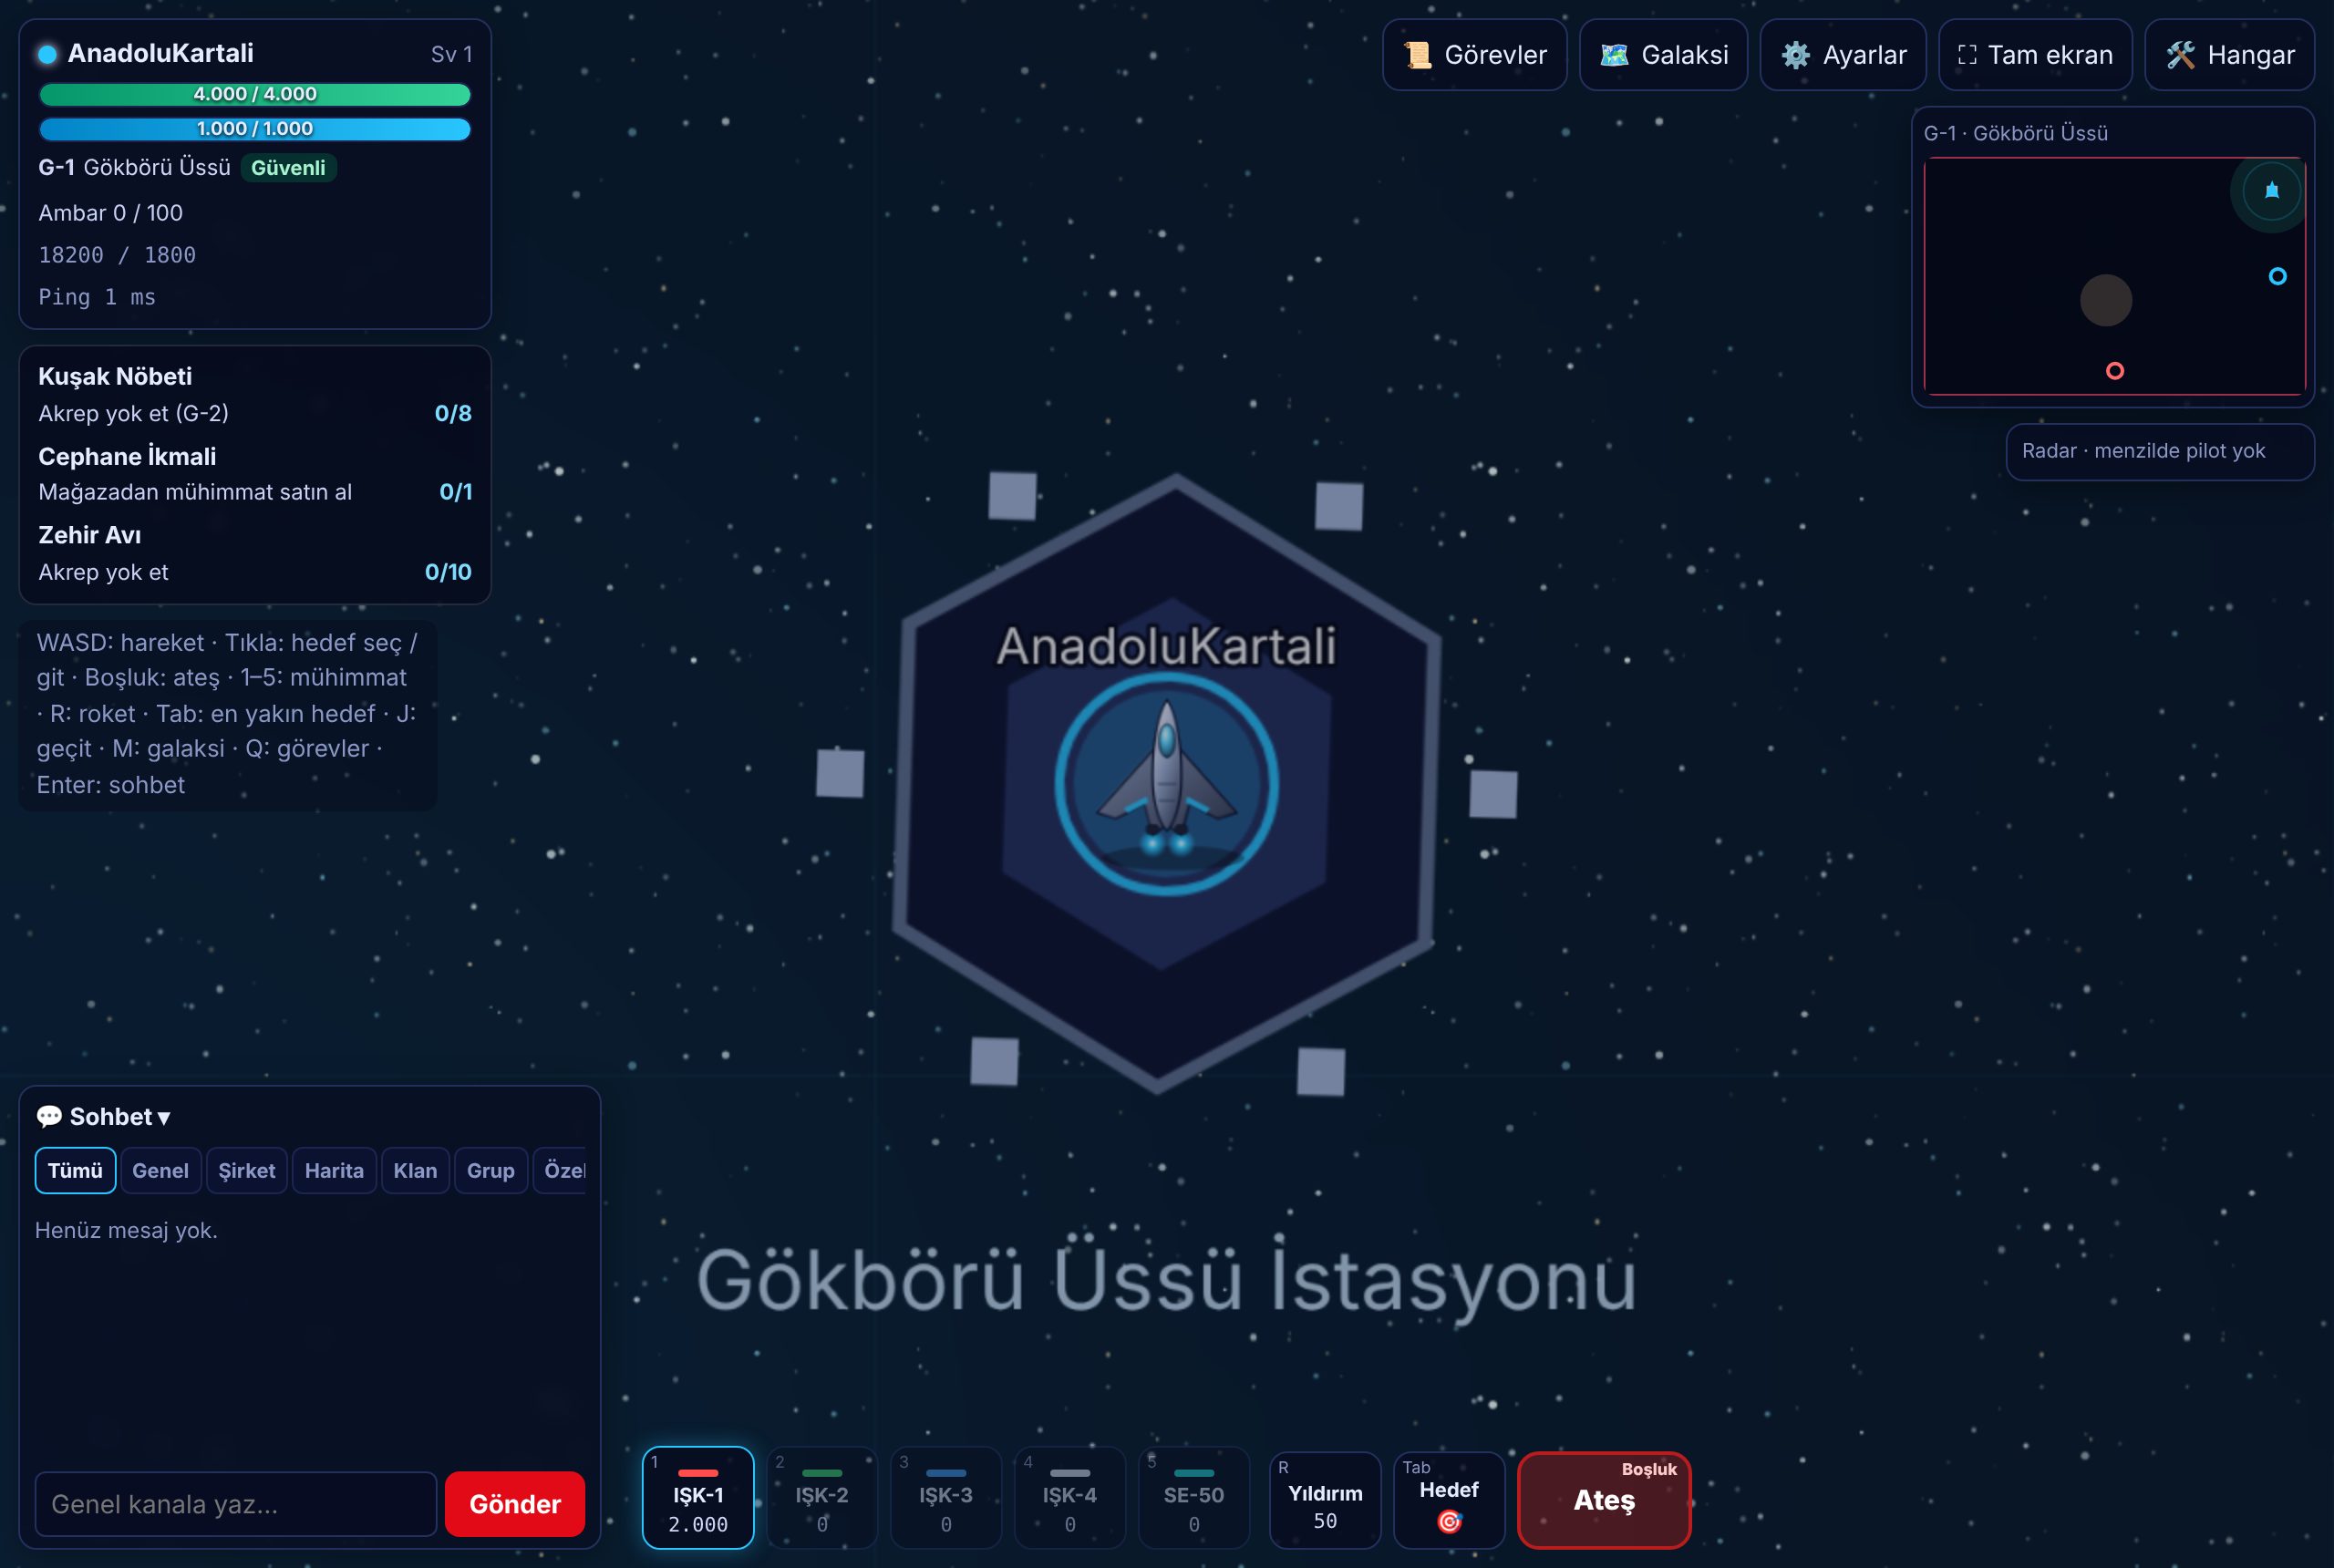 AnadoluKartali Sv 1
4.000 / 4.000
1.000 / 1.000
G-1 Gökbörü Üssü Güvenli
Ambar 0 / 100
18200 / 1800
Ping 1 ms
Kuşak Nöbeti
Akrep yok et (G-2) 0/8
Cephane İkmali
Mağazadan mühimmat satın al 0/1
Zehir Avı
Akrep yok et 0/10
WASD: hareket · Tıkla: hedef seç /
git · Boşluk: ateş · 1–5: mühimmat
· R: roket · Tab: en yakın hedef · J:
geçit · M: galaksi · Q: görevler ·
Enter: sohbet
Görevler Galaksi Ayarlar Tam ekran Hangar
G-1 · Gökbörü Üssü
Radar · menzilde pilot yok
AnadoluKartali
Gökbörü Üssü İstasyonu
Sohbet ▾
Tümü Genel Şirket Harita Klan Grup Özel
Henüz mesaj yok.
Genel kanala yaz...
Gönder
1 IŞK-1 2.000
2 IŞK-2 0
3 IŞK-3 0
4 IŞK-4 0
5 SE-50 0
R Yıldırım 50
Tab Hedef
Boşluk Ateş